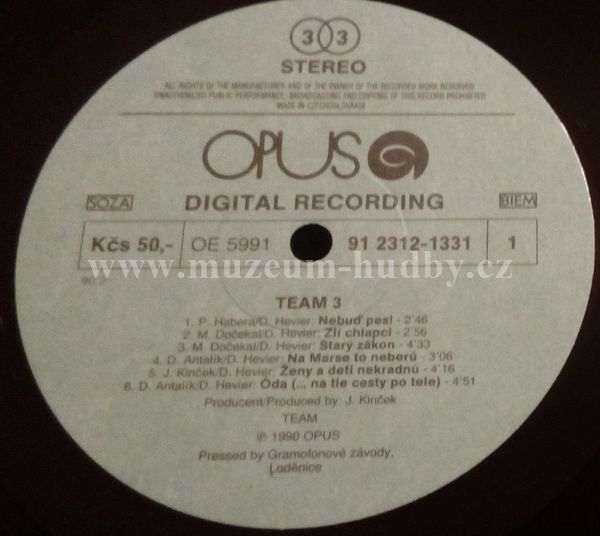 3 3
STEREO
ALL RIGHTS OF THE MANUFACTURER AND OF THE OWNER OF THE RECORDED WORK RESERVED
UNAUTHORIZED PUBLIC PERFORMANCE, BROADCASTING AND COPYING OF THIS RECORD PROHIBITED
MADE IN CZECHOSLOVAKIA
OPUS
SOZA DIGITAL RECORDING BIEM
Kčs 50,- OE 5991 91 2312-1331 1
www.muzeum-hudby.cz
90 2
TEAM 3
1. P. Habera/D. Hevier: Nebuď pes! - 2'46
2. M. Dočekal/D. Hevier: Zlí chlapci - 2'56
3. M. Dočekal/D. Hevier: Starý zákon - 4'33
4. D. Antalík/D. Hevier: Na Marse to neberú - 3'06
5. J. Kinček/D. Hevier: Ženy a deti nekradnú - 4'16
6. D. Antalík/D. Hevier: Óda (... na tie cesty po tele) - 4'51
Producent/Produced by: J. Kinček
TEAM
℗ 1990 OPUS
Pressed by Gramofonové závody,
Loděnice